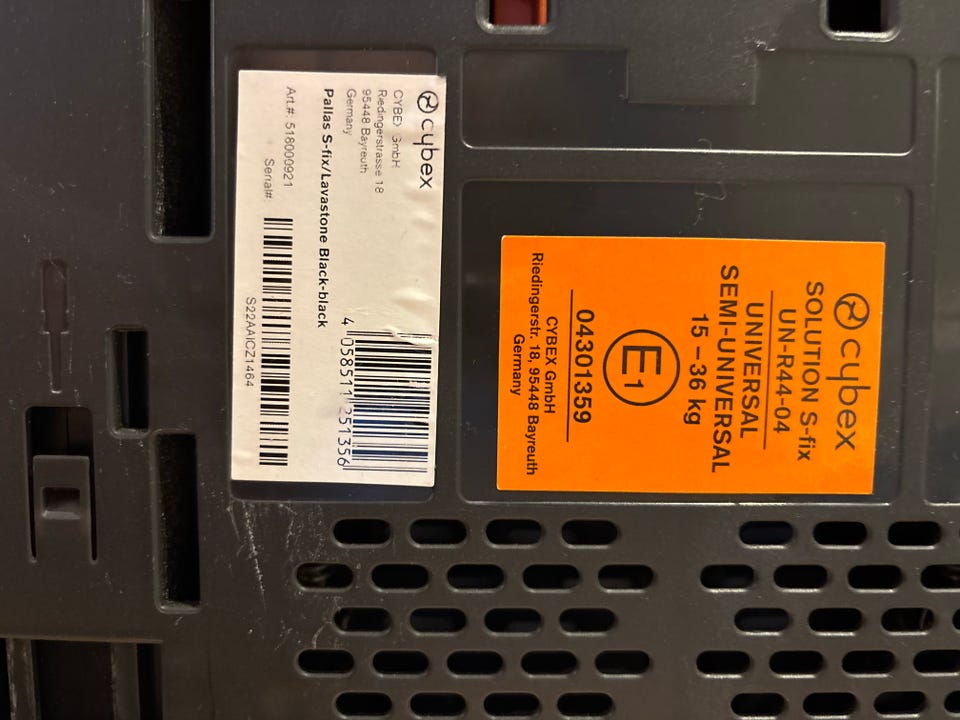 cybex
CYBEX GmbH
Riedingerstrasse 18
95448 Bayreuth
Germany
Pallas S-fix/Lavastone Black-black
4 058511 251356
Art.#: 518000921
Serial#:
S22AAICZ1464
cybex
SOLUTION S-fix
UN-R44-04
UNIVERSAL
SEMI-UNIVERSAL
15 – 36 kg
E1
04301359
CYBEX GmbH
Riedingerstr. 18, 95448 Bayreuth
Germany